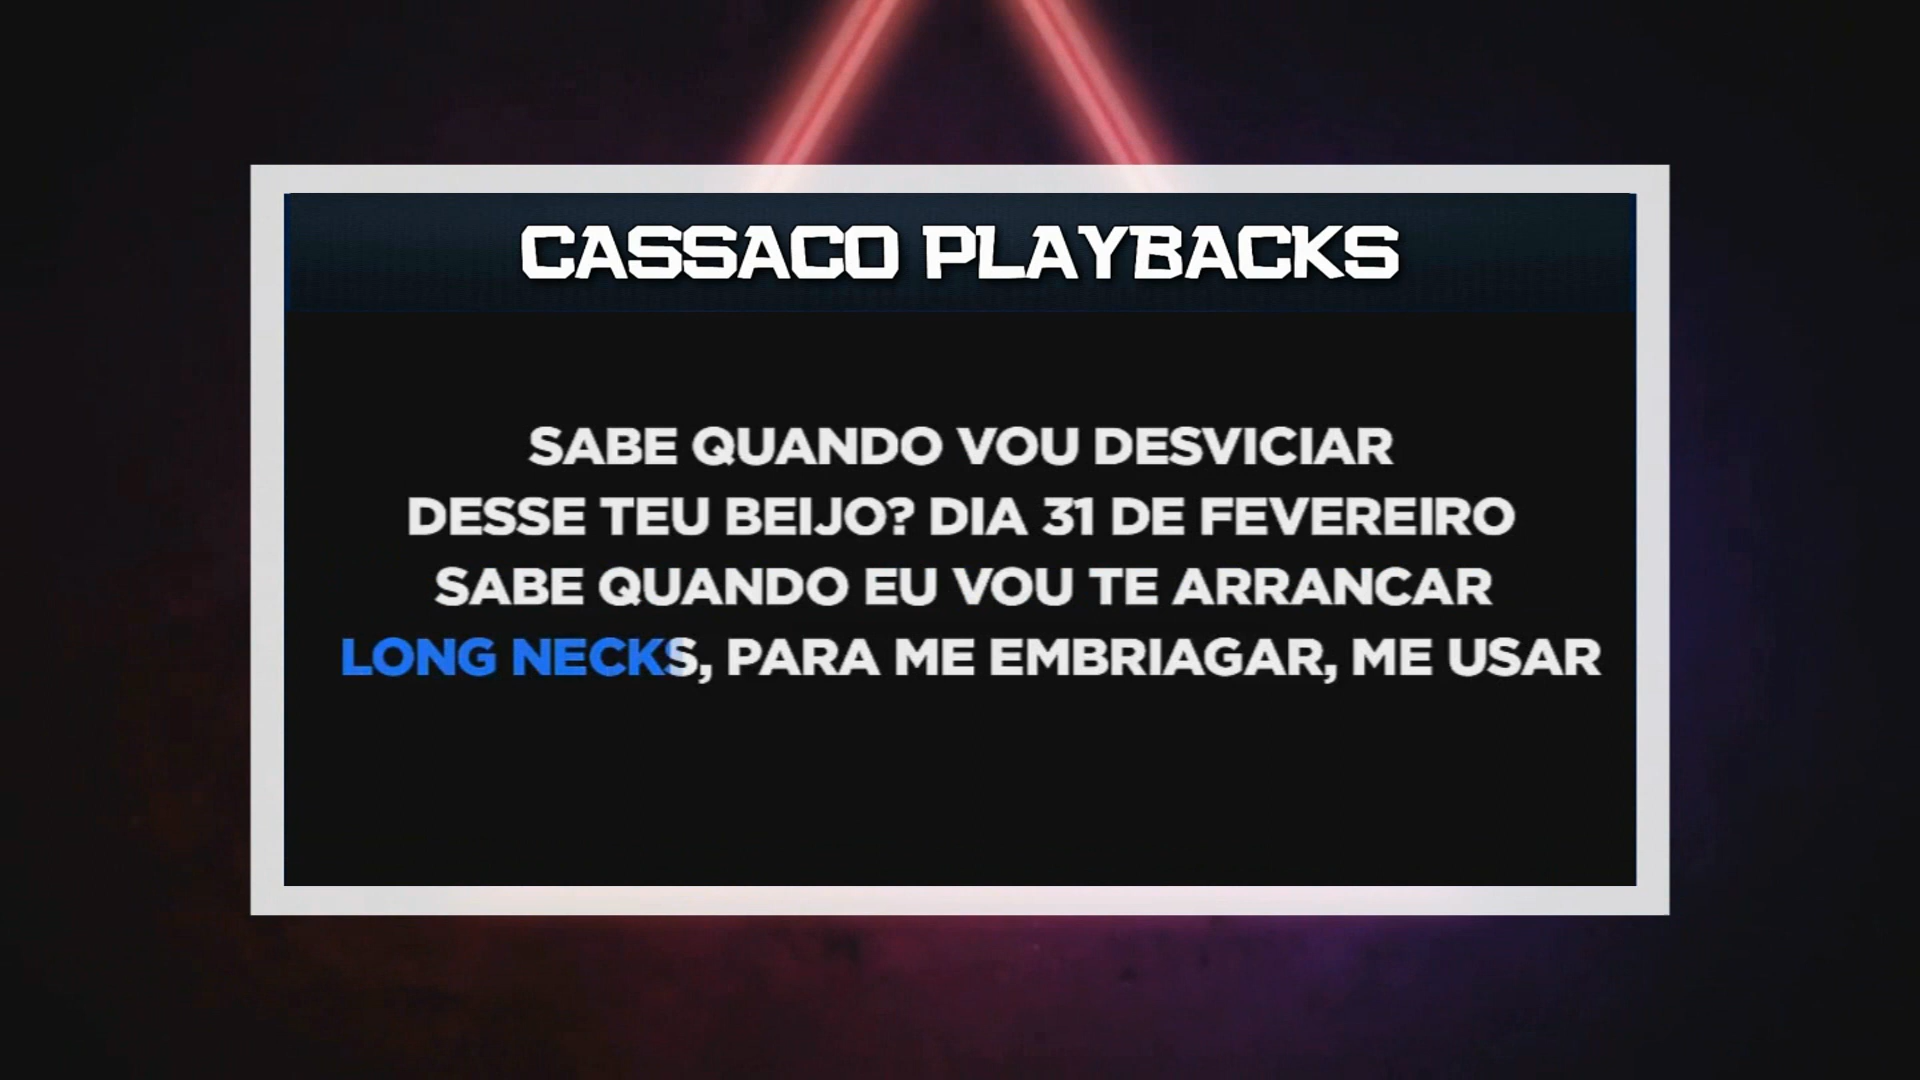 CASSACO PLAYBACKS
SABE QUANDO VOU DESVICIAR
DESSE TEU BEIJO? DIA 31 DE FEVEREIRO
SABE QUANDO EU VOU TE ARRANCAR
LONG NECKS, PARA ME EMBRIAGAR, ME USAR